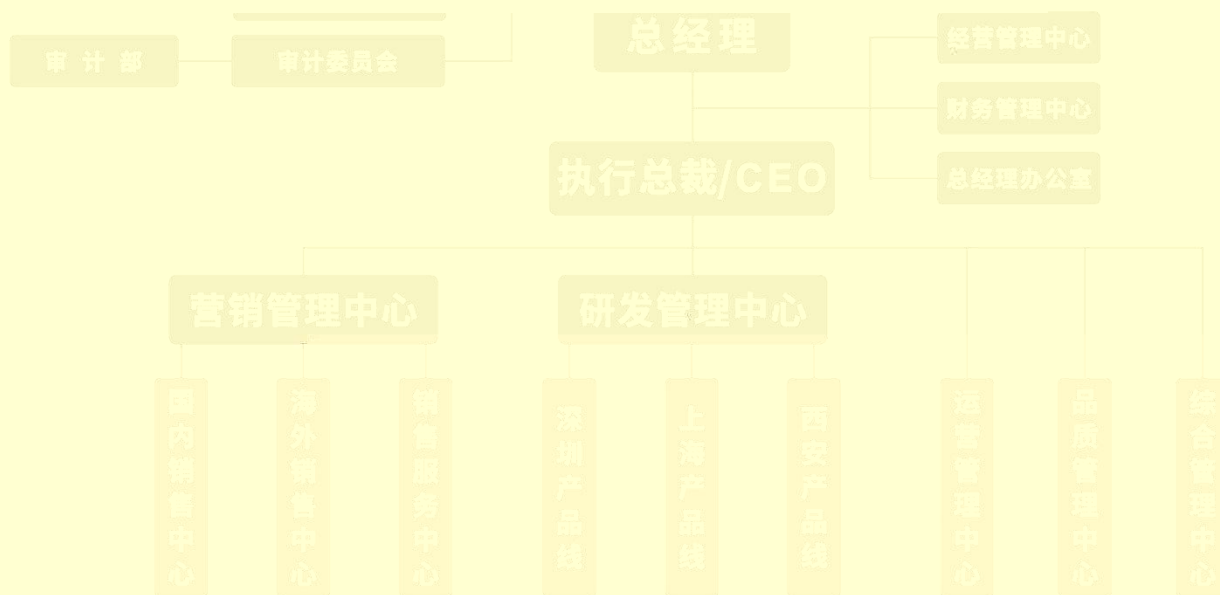 总经理
经营管理中心
审计部
审计委员会
财务管理中心
执行总裁/CEO
总经理办公室
营销管理中心
研发管理中心
国内销售中心
海外销售中心
销售服务中心
深圳产品线
上海产品线
西安产品线
运营管理中心
品质管理中心
综合管理中心